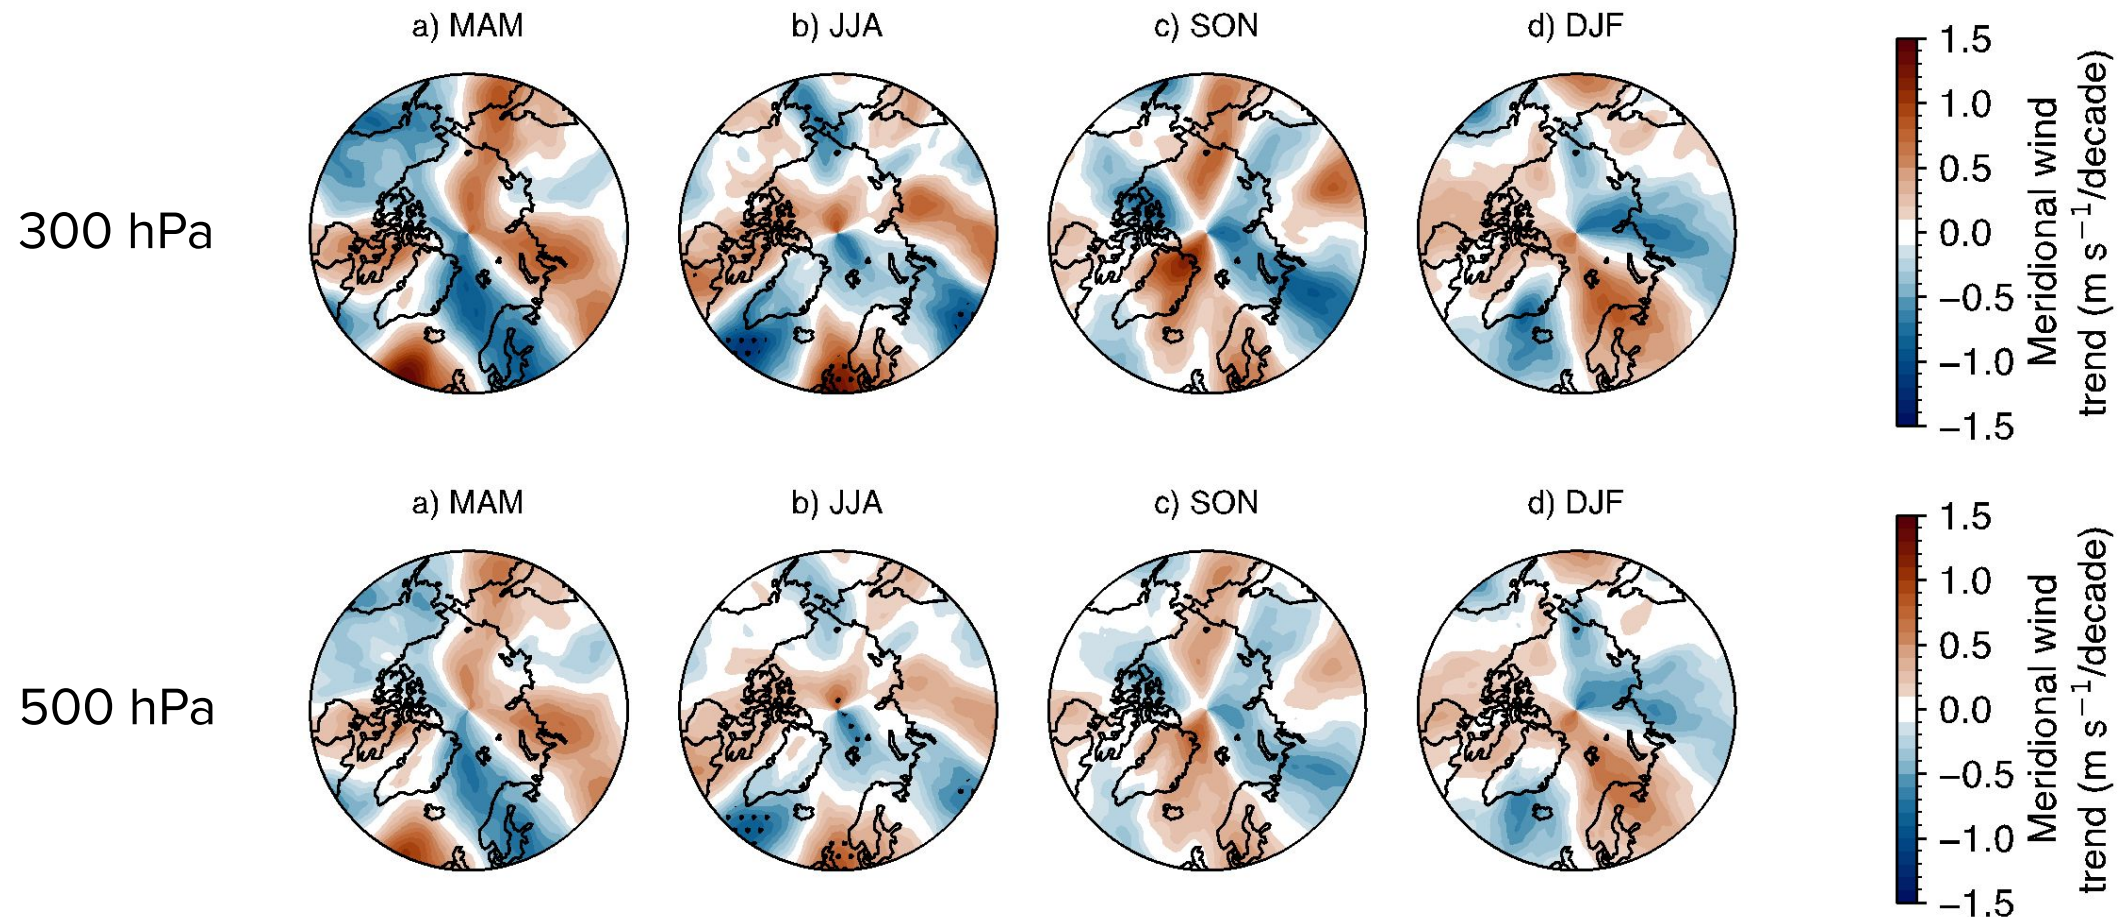 a) MAM
b) JJA
c) SON
d) DJF
300 hPa
1.5
1.0
0.5
0.0
−0.5
−1.0
−1.5
Meridional wind
trend (m s⁻¹/decade)
a) MAM
b) JJA
c) SON
d) DJF
500 hPa
1.5
1.0
0.5
0.0
−0.5
−1.0
−1.5
Meridional wind
trend (m s⁻¹/decade)